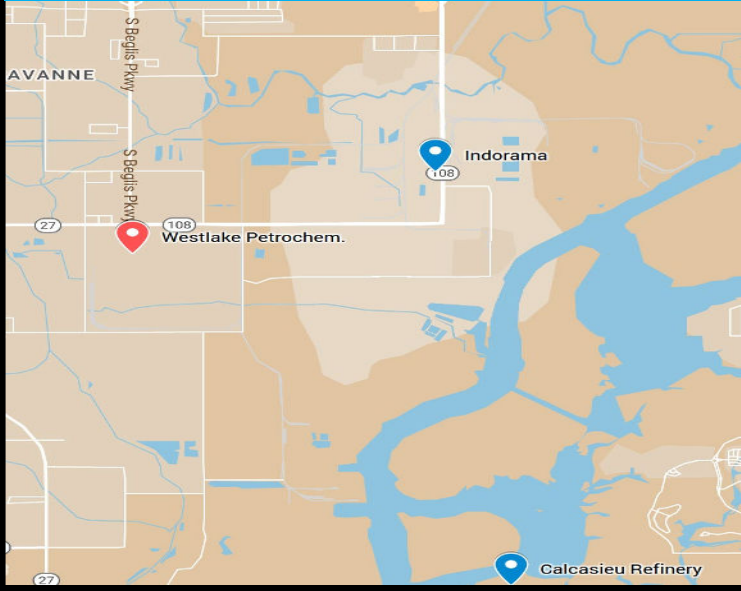 S Beglis Pkwy
AVANNE
S Beglis Pkwy
Indorama
108
27
108
Westlake Petrochem.
Calcasieu Refinery
27